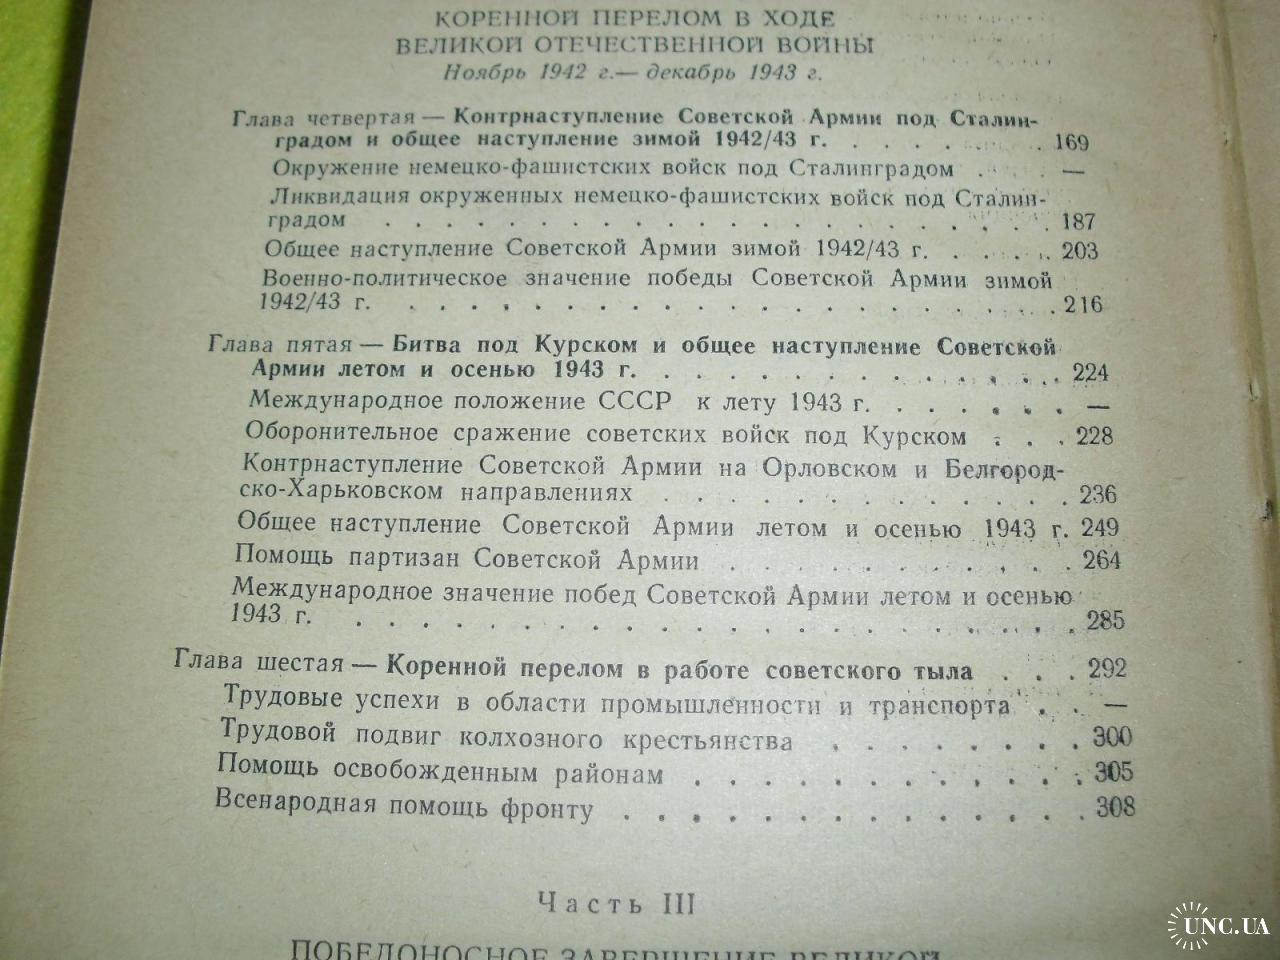 КОРЕННОЙ ПЕРЕЛОМ В ХОДЕ
ВЕЛИКОЙ ОТЕЧЕСТВЕННОЙ ВОЙНЫ
Ноябрь 1942 г.— декабрь 1943 г.
Глава четвертая — Контрнаступление Советской Армии под Сталин-
градом и общее наступление зимой 1942/43 г. . . . . . . . 169
Окружение немецко-фашистских войск под Сталинградом . . . —
Ликвидация окруженных немецко-фашистских войск под Сталин-
градом . . . . . . . . . . . . . . . . . . . . 187
Общее наступление Советской Армии зимой 1942/43 г. . . . . . 203
Военно-политическое значение победы Советской Армии зимой
1942/43 г. . . . . . . . . . . . . . . . . . . . . 216
Глава пятая — Битва под Курском и общее наступление Советской
Армии летом и осенью 1943 г. . . . . . . . . . . . . . 224
Международное положение СССР к лету 1943 г. . . . . . . —
Оборонительное сражение советских войск под Курском . . . 228
Контрнаступление Советской Армии на Орловском и Белгород-
ско-Харьковском направлениях . . . . . . . . . . . . 236
Общее наступление Советской Армии летом и осенью 1943 г. 249
Помощь партизан Советской Армии . . . . . . . . . . . 264
Международное значение побед Советской Армии летом и осенью
1943 г. . . . . . . . . . . . . . . . . . . . . . 285
Глава шестая — Коренной перелом в работе советского тыла . . . 292
Трудовые успехи в области промышленности и транспорта . . —
Трудовой подвиг колхозного крестьянства . . . . . . . . 300
Помощь освобожденным районам . . . . . . . . . . . . 305
Всенародная помощь фронту . . . . . . . . . . . . . . 308
Часть III
ПОБЕДОНОСНОЕ ЗАВЕРШЕНИЕ ВЕЛИКОЙ
UNC.UA